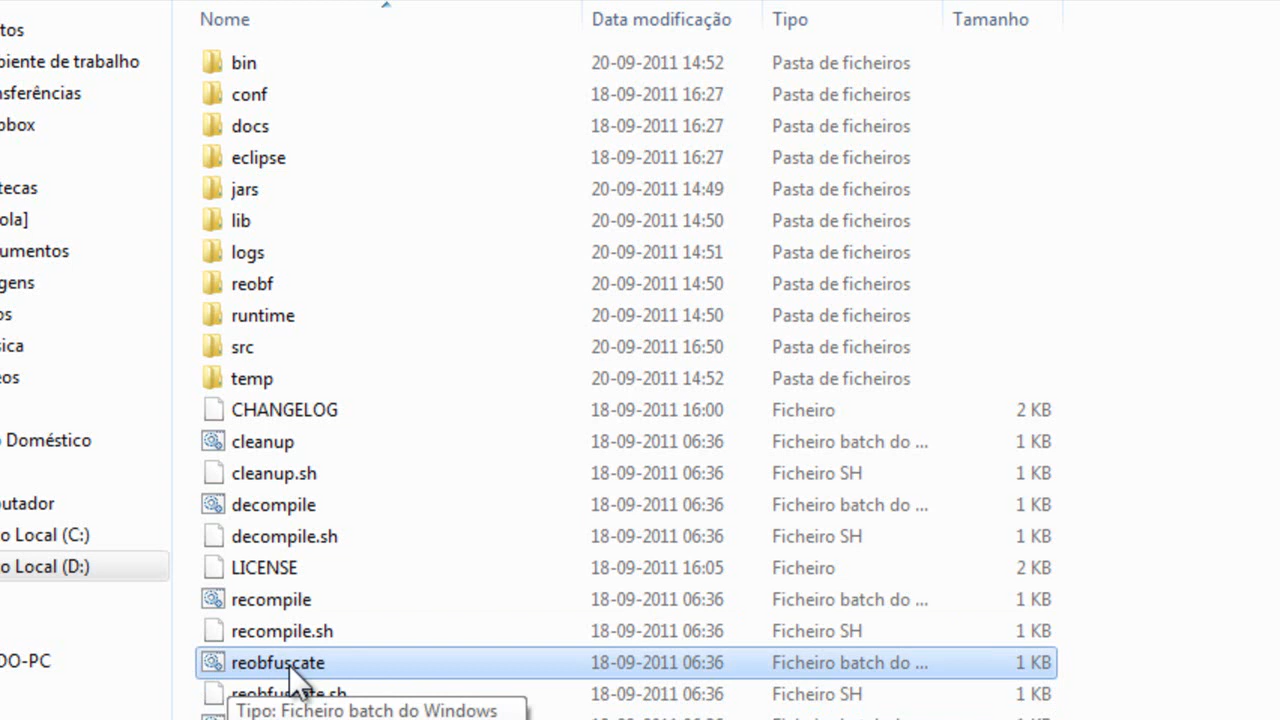 Nome Data modificação Tipo Tamanho
tos
biente de trabalho
nsferências
pbox
tecas
ola]
umentos
gens
os
sica
eos
o Doméstico
putador
o Local (C:)
o Local (D:)
OO-PC
bin 20-09-2011 14:52 Pasta de ficheiros
conf 18-09-2011 16:27 Pasta de ficheiros
docs 18-09-2011 16:27 Pasta de ficheiros
eclipse 18-09-2011 16:27 Pasta de ficheiros
jars 20-09-2011 14:49 Pasta de ficheiros
lib 20-09-2011 14:50 Pasta de ficheiros
logs 20-09-2011 14:51 Pasta de ficheiros
reobf 20-09-2011 14:50 Pasta de ficheiros
runtime 20-09-2011 14:50 Pasta de ficheiros
src 20-09-2011 16:50 Pasta de ficheiros
temp 20-09-2011 14:52 Pasta de ficheiros
CHANGELOG 18-09-2011 16:00 Ficheiro 2 KB
cleanup 18-09-2011 06:36 Ficheiro batch do ... 1 KB
cleanup.sh 18-09-2011 06:36 Ficheiro SH 1 KB
decompile 18-09-2011 06:36 Ficheiro batch do ... 1 KB
decompile.sh 18-09-2011 06:36 Ficheiro SH 1 KB
LICENSE 18-09-2011 16:05 Ficheiro 2 KB
recompile 18-09-2011 06:36 Ficheiro batch do ... 1 KB
recompile.sh 18-09-2011 06:36 Ficheiro SH 1 KB
reobfuscate 18-09-2011 06:36 Ficheiro batch do ... 1 KB
reobfuscate.sh 18-09-2011 06:36 Ficheiro SH 1 KB
Tipo: Ficheiro batch do Windows